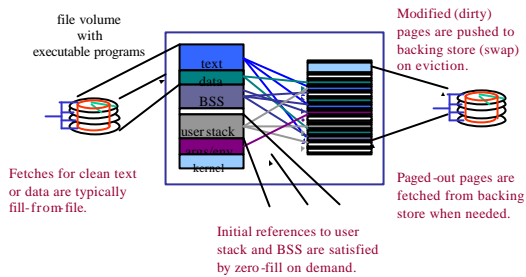 file volume
with
executable programs
Modified (dirty)
pages are pushed to
backing store (swap)
on eviction.
text
data
BSS
user stack
args/env
kernel
Fetches for clean text
or data are typically
fill-from-file.
Paged-out pages are
fetched from backing
store when needed.
Initial references to user
stack and BSS are satisfied
by zero-fill on demand.